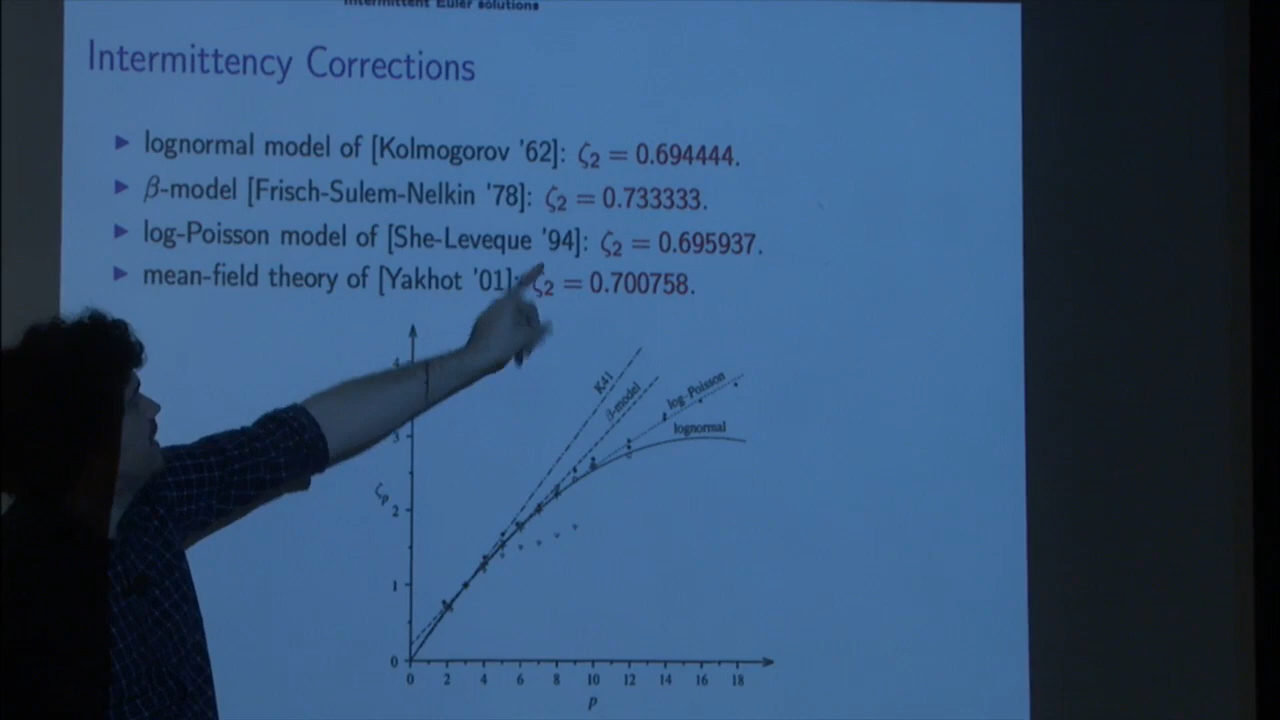 Intermittent Euler solutions
Intermittency Corrections
▶ lognormal model of [Kolmogorov '62]: ζ₂ = 0.694444.
▶ β-model [Frisch-Sulem-Nelkin '78]: ζ₂ = 0.733333.
▶ log-Poisson model of [She-Leveque '94]: ζ₂ = 0.695937.
▶ mean-field theory of [Yakhot '01]: ζ₂ = 0.700758.
4
K41
β-model
log-Poisson
lognormal
3
ζp
2
1
0
0 2 4 6 8 10 12 14 16 18
p